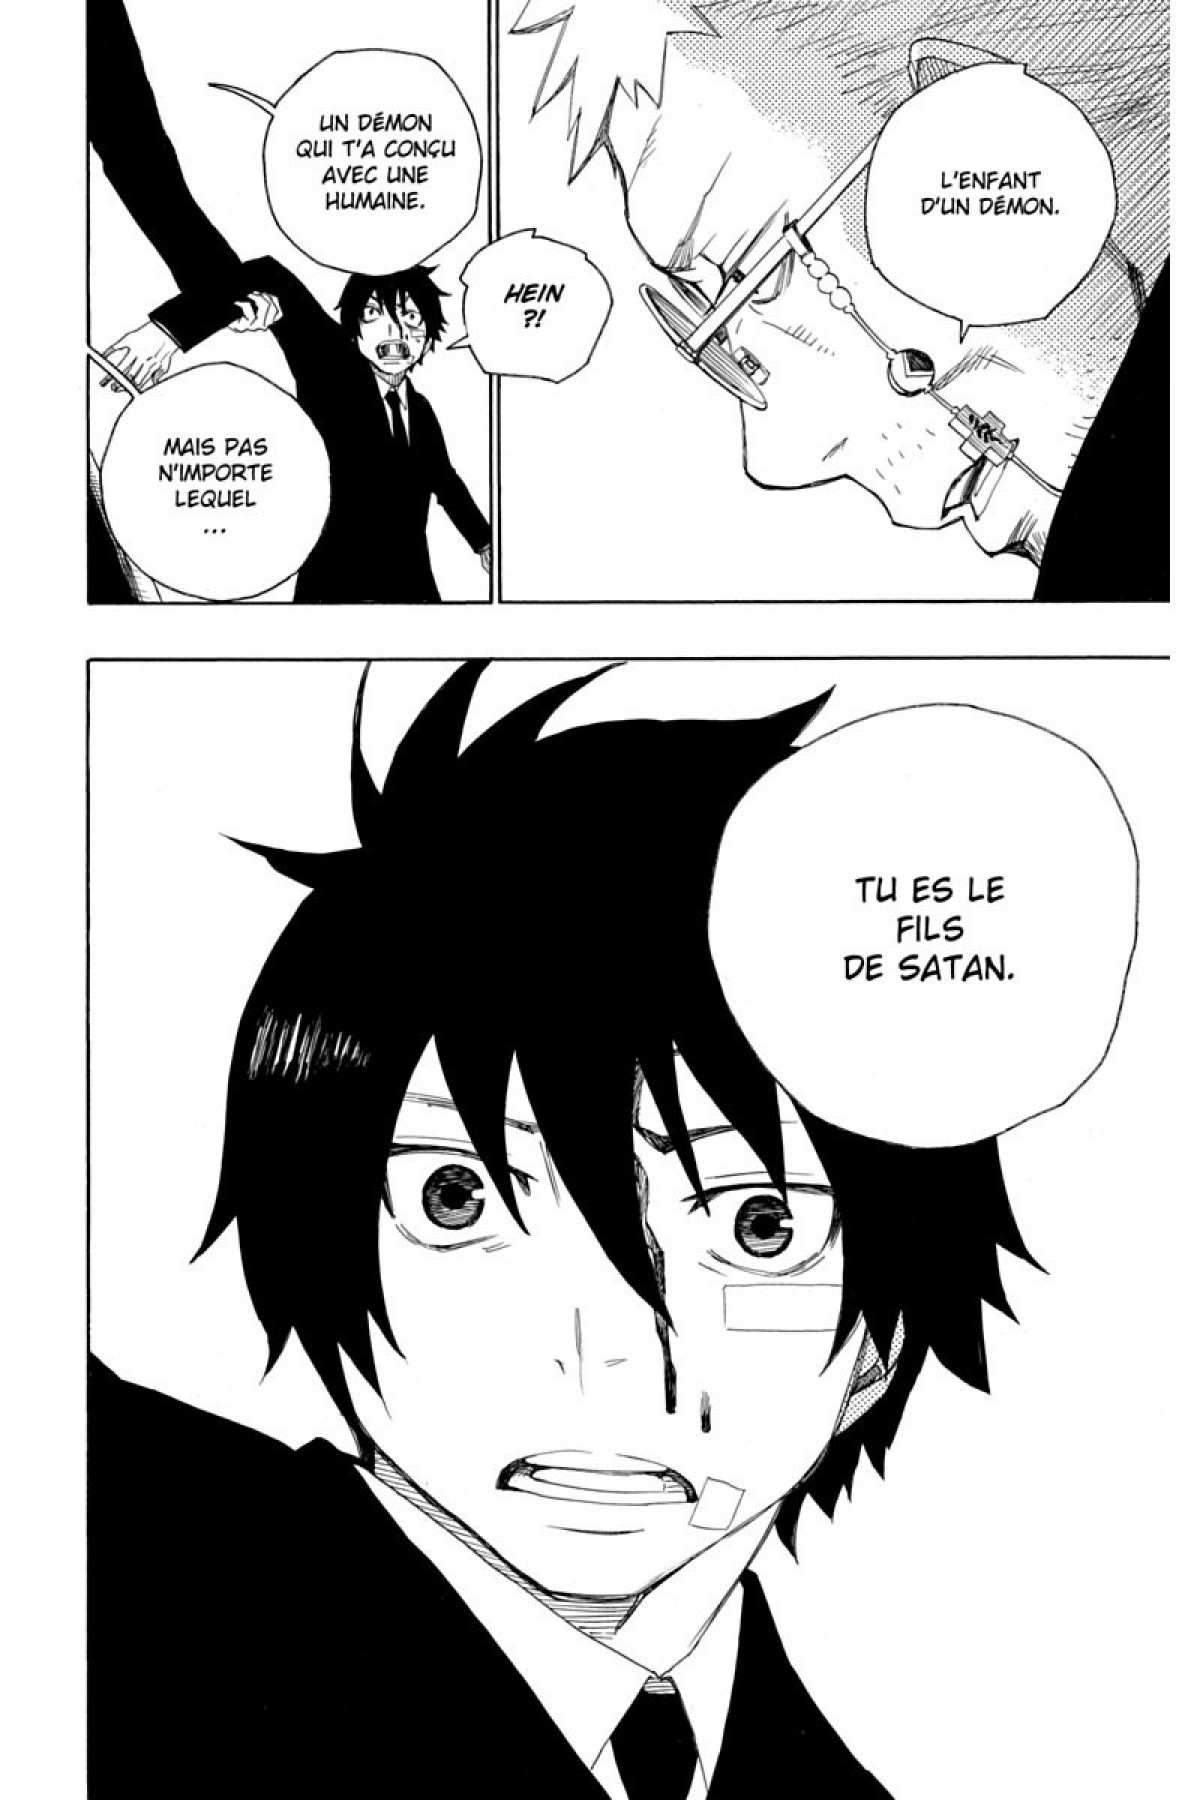 L'ENFANT
D'UN DÉMON.
HEIN
?!
UN DÉMON
QUI T'A CONÇU
AVEC UNE
HUMAINE.
MAIS PAS
N'IMPORTE
LEQUEL
...
TU ES LE
FILS
DE SATAN.